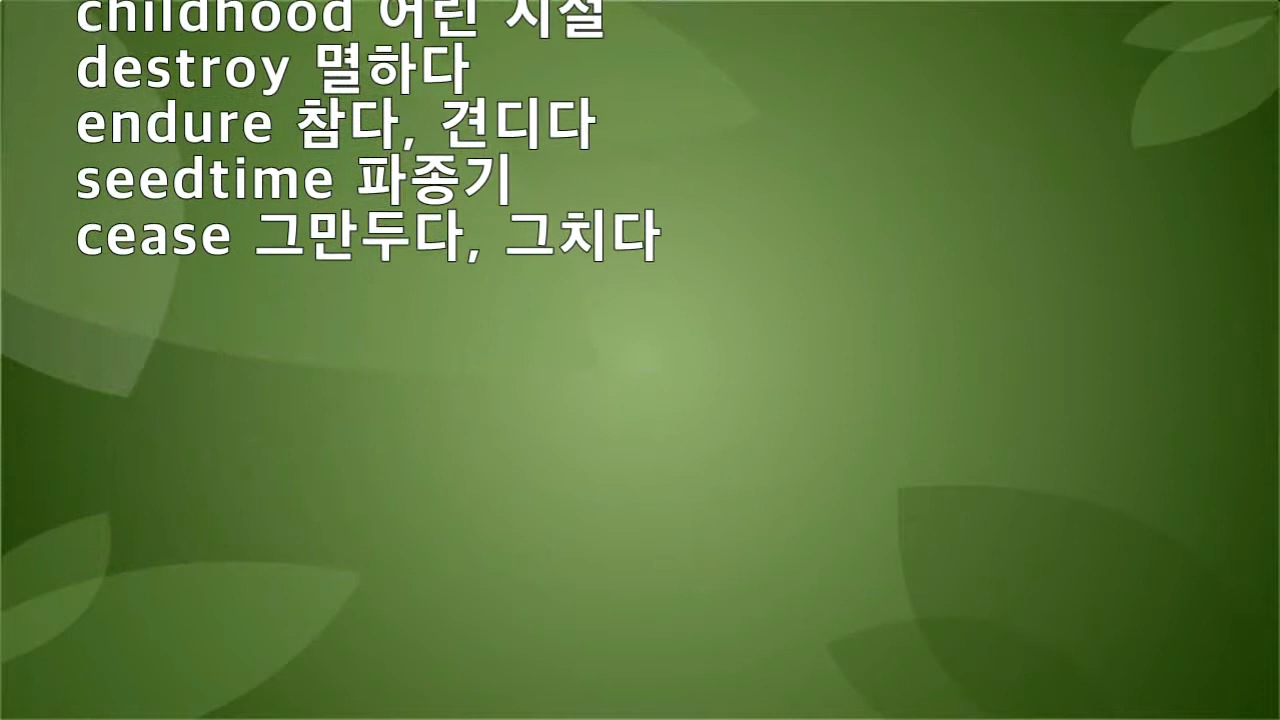 childhood 어린 시절
destroy 멸하다
endure 참다, 견디다
seedtime 파종기
cease 그만두다, 그치다